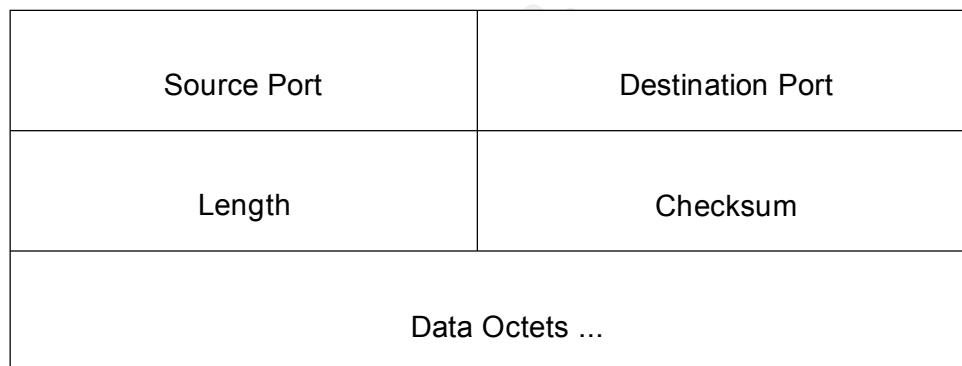 Source Port
Destination Port
Length
Checksum
Data Octets ...